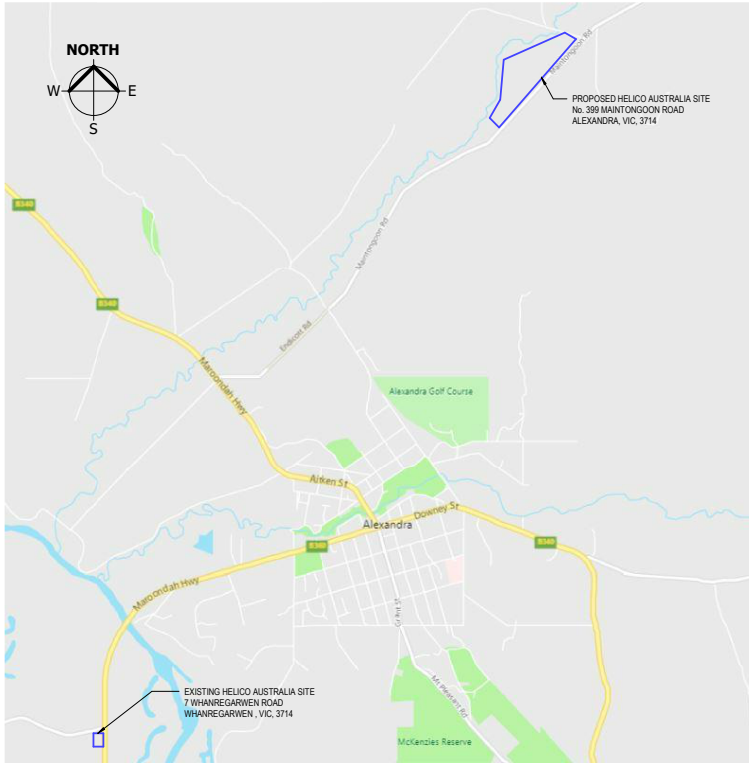 NORTH
W
E
S
Maintongoon Rd
PROPOSED HELICO AUSTRALIA SITE
No. 399 MAINTONGOON ROAD
ALEXANDRA, VIC, 3714
B340
Maintongoon Rd
B340
Endicott Rd
Maroondah Hwy
Alexandra Golf Course
Aitken St
Downey St
Alexandra
B340
B340
Maroondah Hwy
Grant St
Mt Pleasant Rd
EXISTING HELICO AUSTRALIA SITE
7 WHANREGARWEN ROAD
WHANREGARWEN , VIC, 3714
McKenzies Reserve